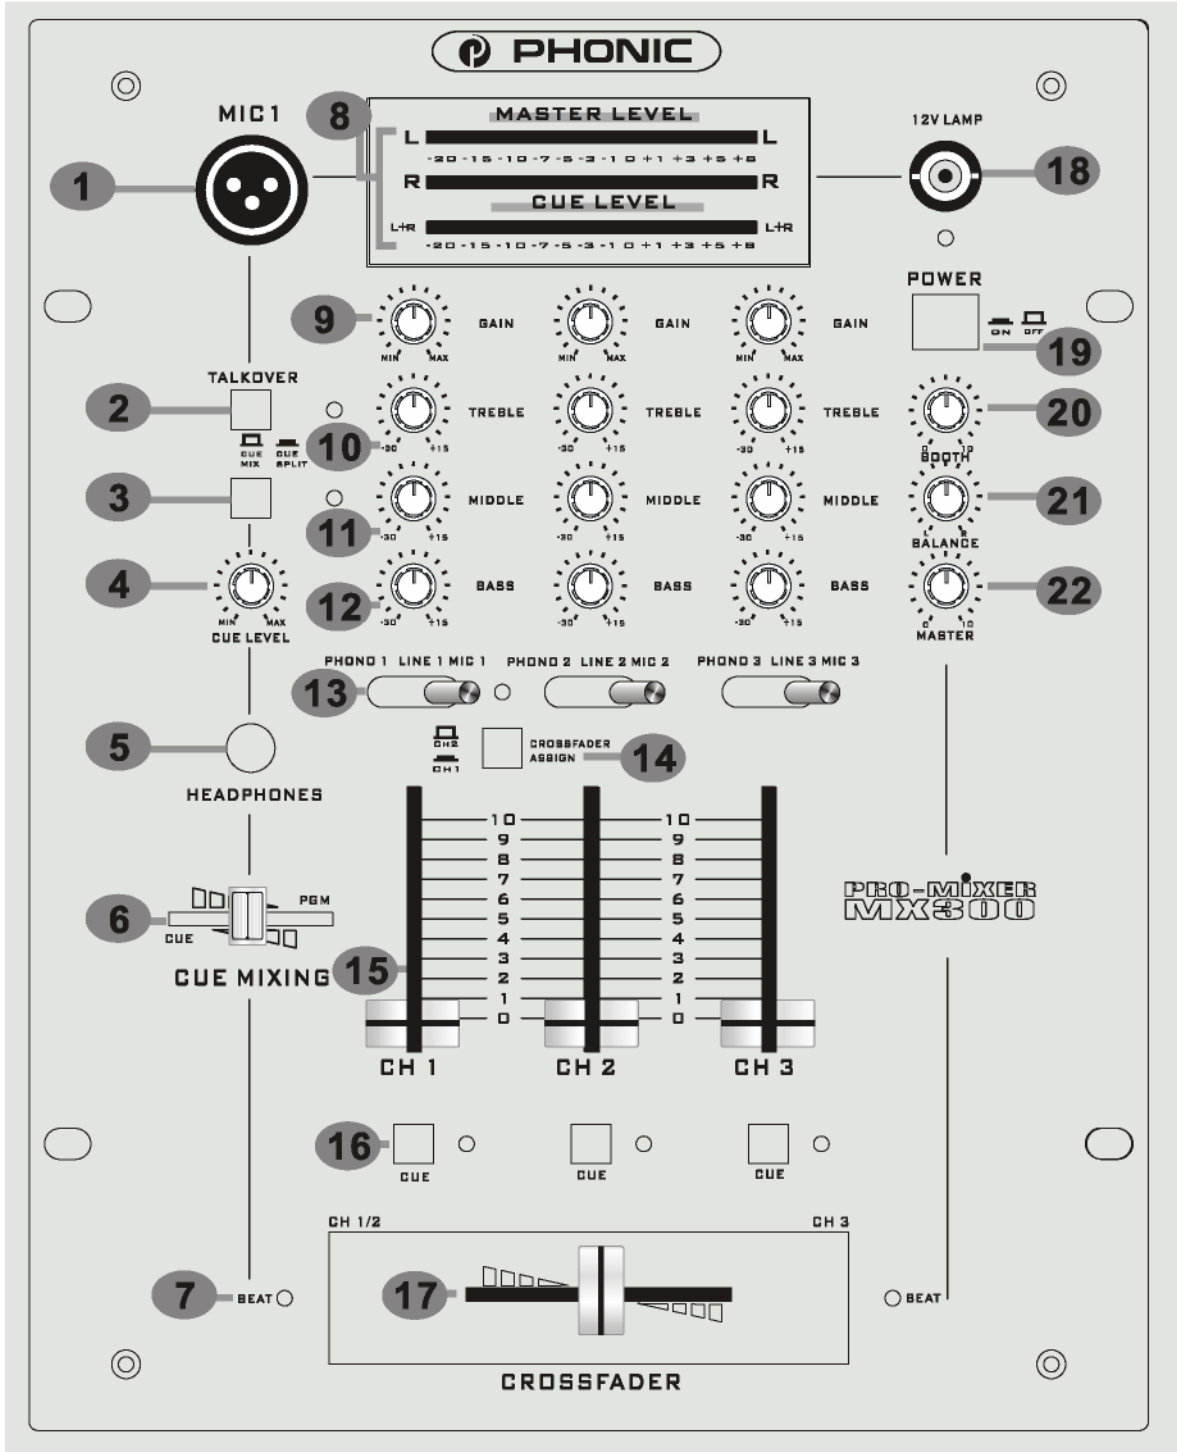 PHONIC
MIC1
8
MASTER LEVEL
12V LAMP
L L
-20 -15 -10 -7 -5 -3 -1 0 +1 +3 +5 +8
1
R R
18
CUE LEVEL
L+R L+R
-20 -15 -10 -7 -5 -3 -1 0 +1 +3 +5 +8
POWER
9
GAIN GAIN GAIN
ON OFF
MIN MAX MIN MAX MIN MAX
19
TALKOVER
2
TREBLE TREBLE TREBLE
20
10
-30 +15 -30 +15 -30 +15
0 10
BOOTH
CUE MIX
CUE SPLIT
3
MIDDLE MIDDLE MIDDLE
21
11
-30 +15 -30 +15 -30 +15
L R
BALANCE
4
BASS BASS BASS
22
12
MIN MAX
-30 +15 -30 +15 -30 +15
0 10
CUE LEVEL
MASTER
PHONO 1 LINE 1 MIC 1 PHONO 2 LINE 2 MIC 2 PHONO 3 LINE 3 MIC 3
13
CH2
CH1
CROSSFADER
ASSIGN
14
5
HEADPHONES
10 10
9 9
8 8
7 7
6 6
5 5
4 4
3 3
2 2
1 1
0 0
PRO-MIXER
MX300
6
PGM
CUE
CUE MIXING
15
CH 1 CH 2 CH 3
16
CUE CUE CUE
CH 1/2 CH 3
7
BEAT
17
BEAT
CROSSFADER